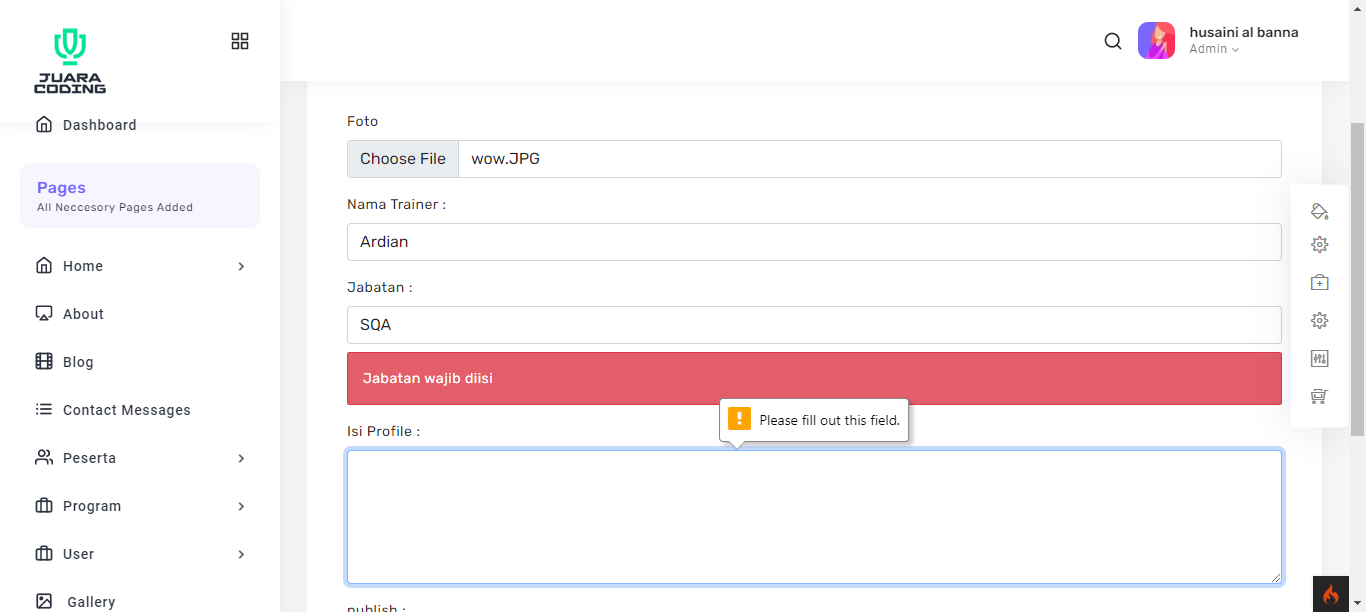 JUARA
CODING
husaini al banna
Admin
Dashboard
Pages
All Neccesory Pages Added
Home
About
Blog
Contact Messages
Peserta
Program
User
Gallery
Foto
Choose File wow.JPG
Nama Trainer :
Ardian
Jabatan :
SQA
Jabatan wajib diisi
Please fill out this field.
Isi Profile :
publish :